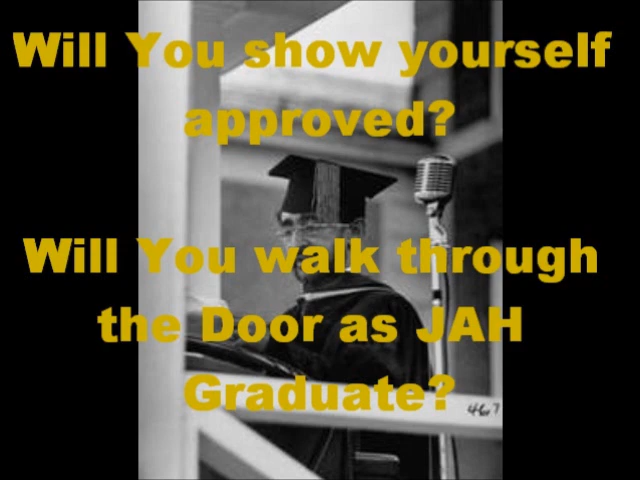 Will You show yourself
approved?
Will You walk through
the Door as JAH
Graduate?